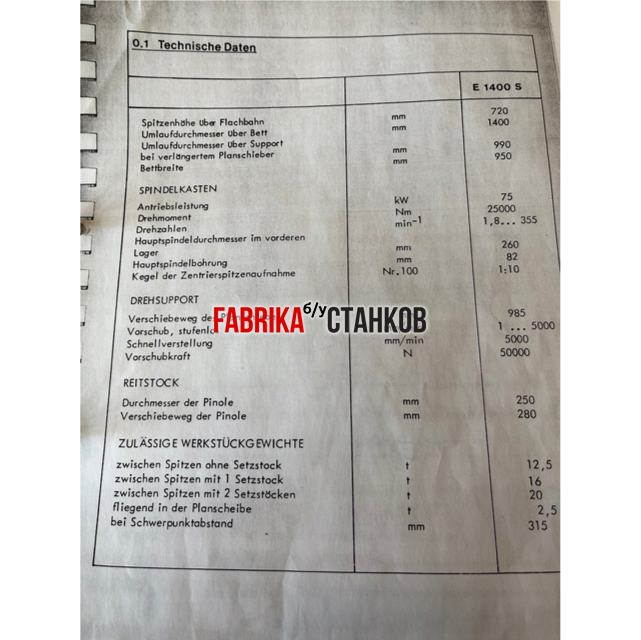 0.1 Technische Daten
E 1400 S
Spitzenhöhe über Flachbahn mm 720
Umlaufdurchmesser über Bett mm 1400
Umlaufdurchmesser über Support
bei verlängertem Planschieber mm 990
Bettbreite mm 950
SPINDELKASTEN
Antriebsleistung kW 75
Drehmoment Nm 25000
Drehzahlen min⁻¹ 1,8... 355
Hauptspindeldurchmesser im vorderen
Lager mm 260
Hauptspindelbohrung mm 82
Kegel der Zentrierspitzenaufnahme Nr.100 1:10
DREHSUPPORT
Verschiebeweg des 985
Vorschub, stufenlo 1 ... 5000
FABRIKA б/у СТАНКОВ
Schnellverstellung mm/min 5000
Vorschubkraft N 50000
REITSTOCK
Durchmesser der Pinole mm 250
Verschiebeweg der Pinole mm 280
ZULÄSSIGE WERKSTÜCKGEWICHTE
zwischen Spitzen ohne Setzstock t 12,5
zwischen Spitzen mit 1 Setzstock t 16
zwischen Spitzen mit 2 Setzstöcken t 20
fliegend in der Planscheibe t 2,5
bei Schwerpunktabstand mm 315